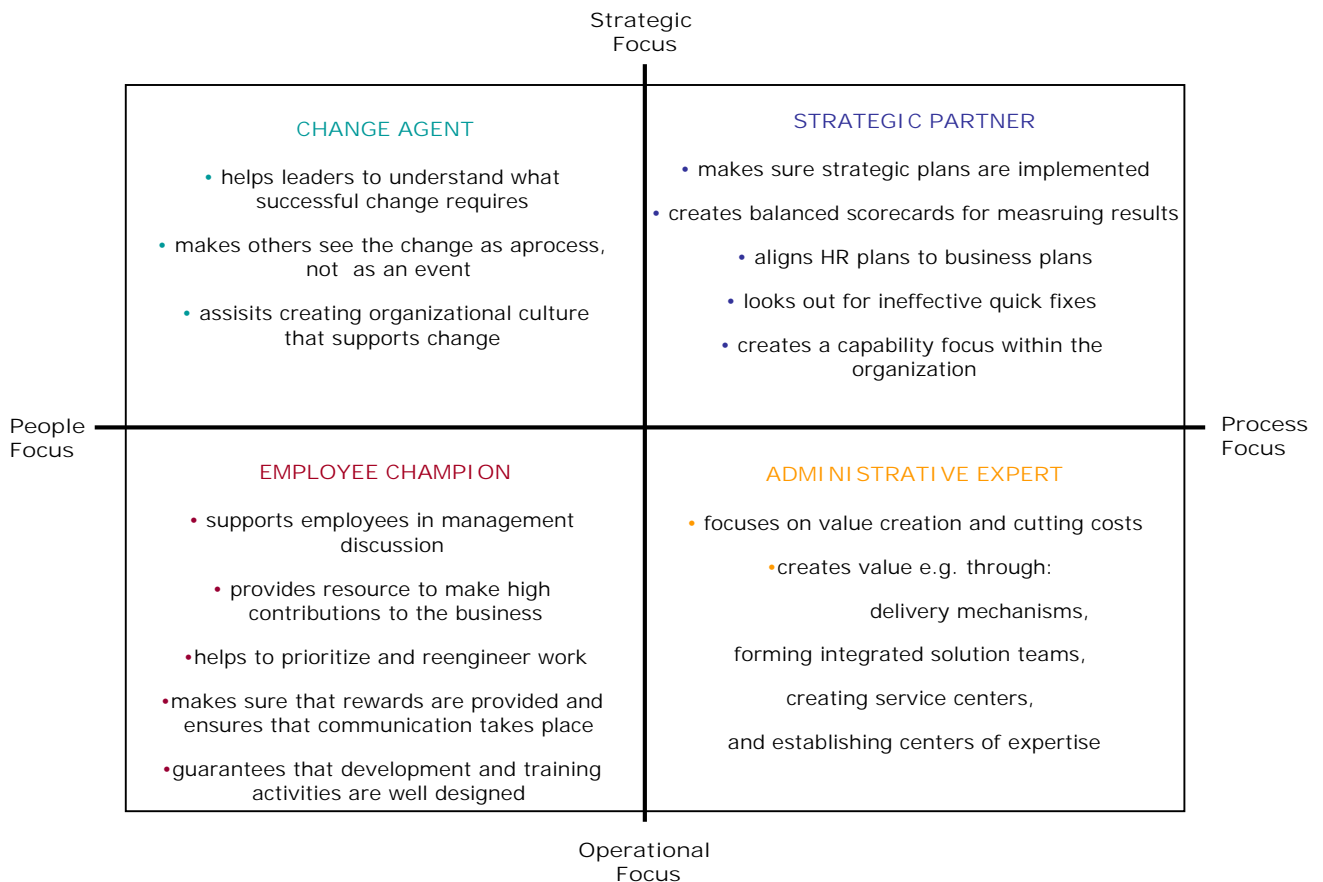 Strategic
Focus
CHANGE AGENT
• helps leaders to understand what
successful change requires
• makes others see the change as aprocess,
not as an event
• assisits creating organizational culture
that supports change
STRATEGIC PARTNER
• makes sure strategic plans are implemented
• creates balanced scorecards for measruing results
• aligns HR plans to business plans
• looks out for ineffective quick fixes
• creates a capability focus within the
organization
People
Focus
Process
Focus
EMPLOYEE CHAMPION
• supports employees in management
discussion
• provides resource to make high
contributions to the business
•helps to prioritize and reengineer work
•makes sure that rewards are provided and
ensures that communication takes place
•guarantees that development and training
activities are well designed
ADMINISTRATIVE EXPERT
• focuses on value creation and cutting costs
•creates value e.g. through:
delivery mechanisms,
forming integrated solution teams,
creating service centers,
and establishing centers of expertise
Operational
Focus